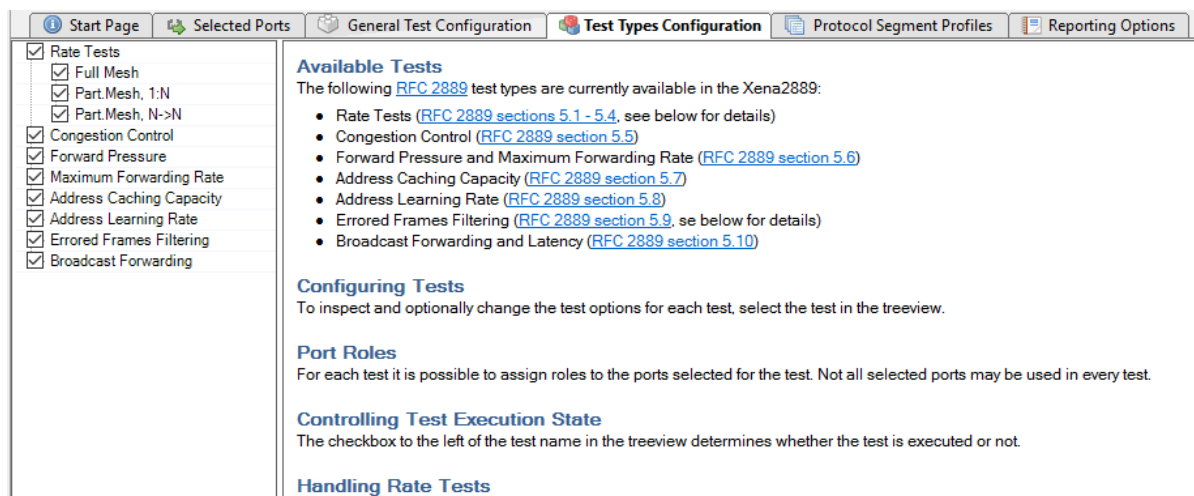 Start Page
Selected Ports
General Test Configuration
Test Types Configuration
Protocol Segment Profiles
Reporting Options
Rate Tests
Full Mesh
Part.Mesh, 1:N
Part.Mesh, N->N
Congestion Control
Forward Pressure
Maximum Forwarding Rate
Address Caching Capacity
Address Learning Rate
Errored Frames Filtering
Broadcast Forwarding
Available Tests
The following RFC 2889 test types are currently available in the Xena2889:
• Rate Tests (RFC 2889 sections 5.1 - 5.4, see below for details)
• Congestion Control (RFC 2889 section 5.5)
• Forward Pressure and Maximum Forwarding Rate (RFC 2889 section 5.6)
• Address Caching Capacity (RFC 2889 section 5.7)
• Address Learning Rate (RFC 2889 section 5.8)
• Errored Frames Filtering (RFC 2889 section 5.9, se below for details)
• Broadcast Forwarding and Latency (RFC 2889 section 5.10)
Configuring Tests
To inspect and optionally change the test options for each test, select the test in the treeview.
Port Roles
For each test it is possible to assign roles to the ports selected for the test. Not all selected ports may be used in every test.
Controlling Test Execution State
The checkbox to the left of the test name in the treeview determines whether the test is executed or not.
Handling Rate Tests